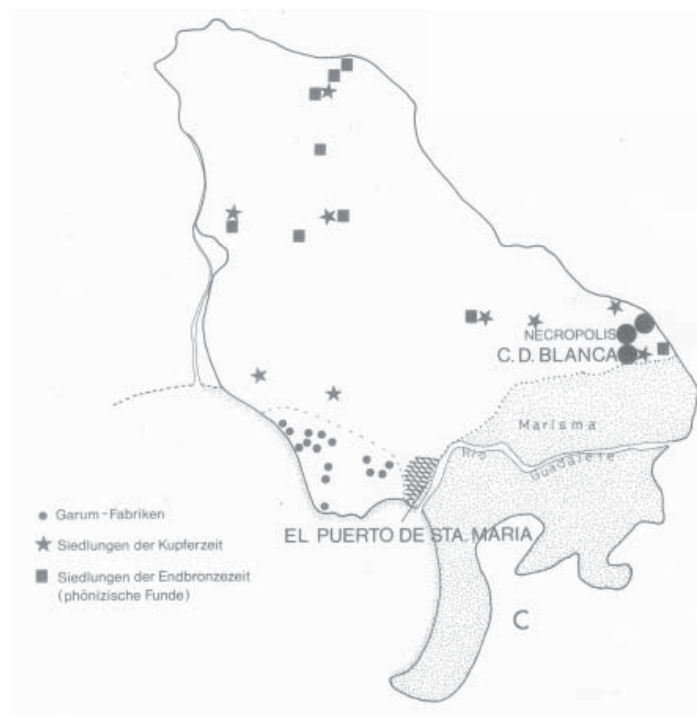 NECROPOLIS
C. D. BLANCA
Marisma
Rio
Guadalete
EL PUERTO DE STA. MARIA
C
Garum-Fabriken
Siedlungen der Kupferzeit
Siedlungen der Endbronzezeit
(phönizische Funde)